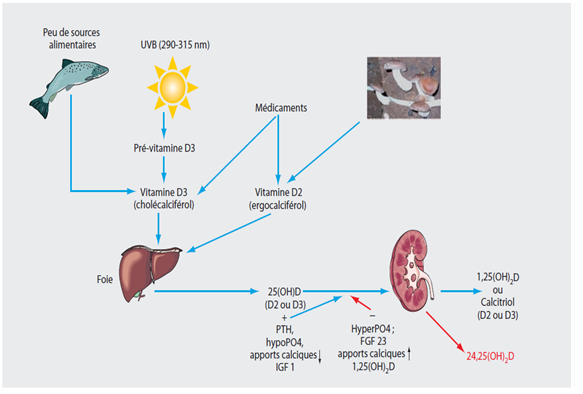 Peu de sources
alimentaires
UVB (290-315 nm)
Médicaments
Pré-vitamine D3
Vitamine D3
(cholécalciférol)
Vitamine D2
(ergocalciférol)
Foie
25(OH)D
(D2 ou D3)
+
PTH,
hypoPO4,
apports calciques ↓
IGF 1
–
HyperPO4 ;
FGF 23
apports calciques ↑
1,25(OH)₂D
1,25(OH)₂D
ou
Calcitriol
(D2 ou D3)
24,25(OH)₂D